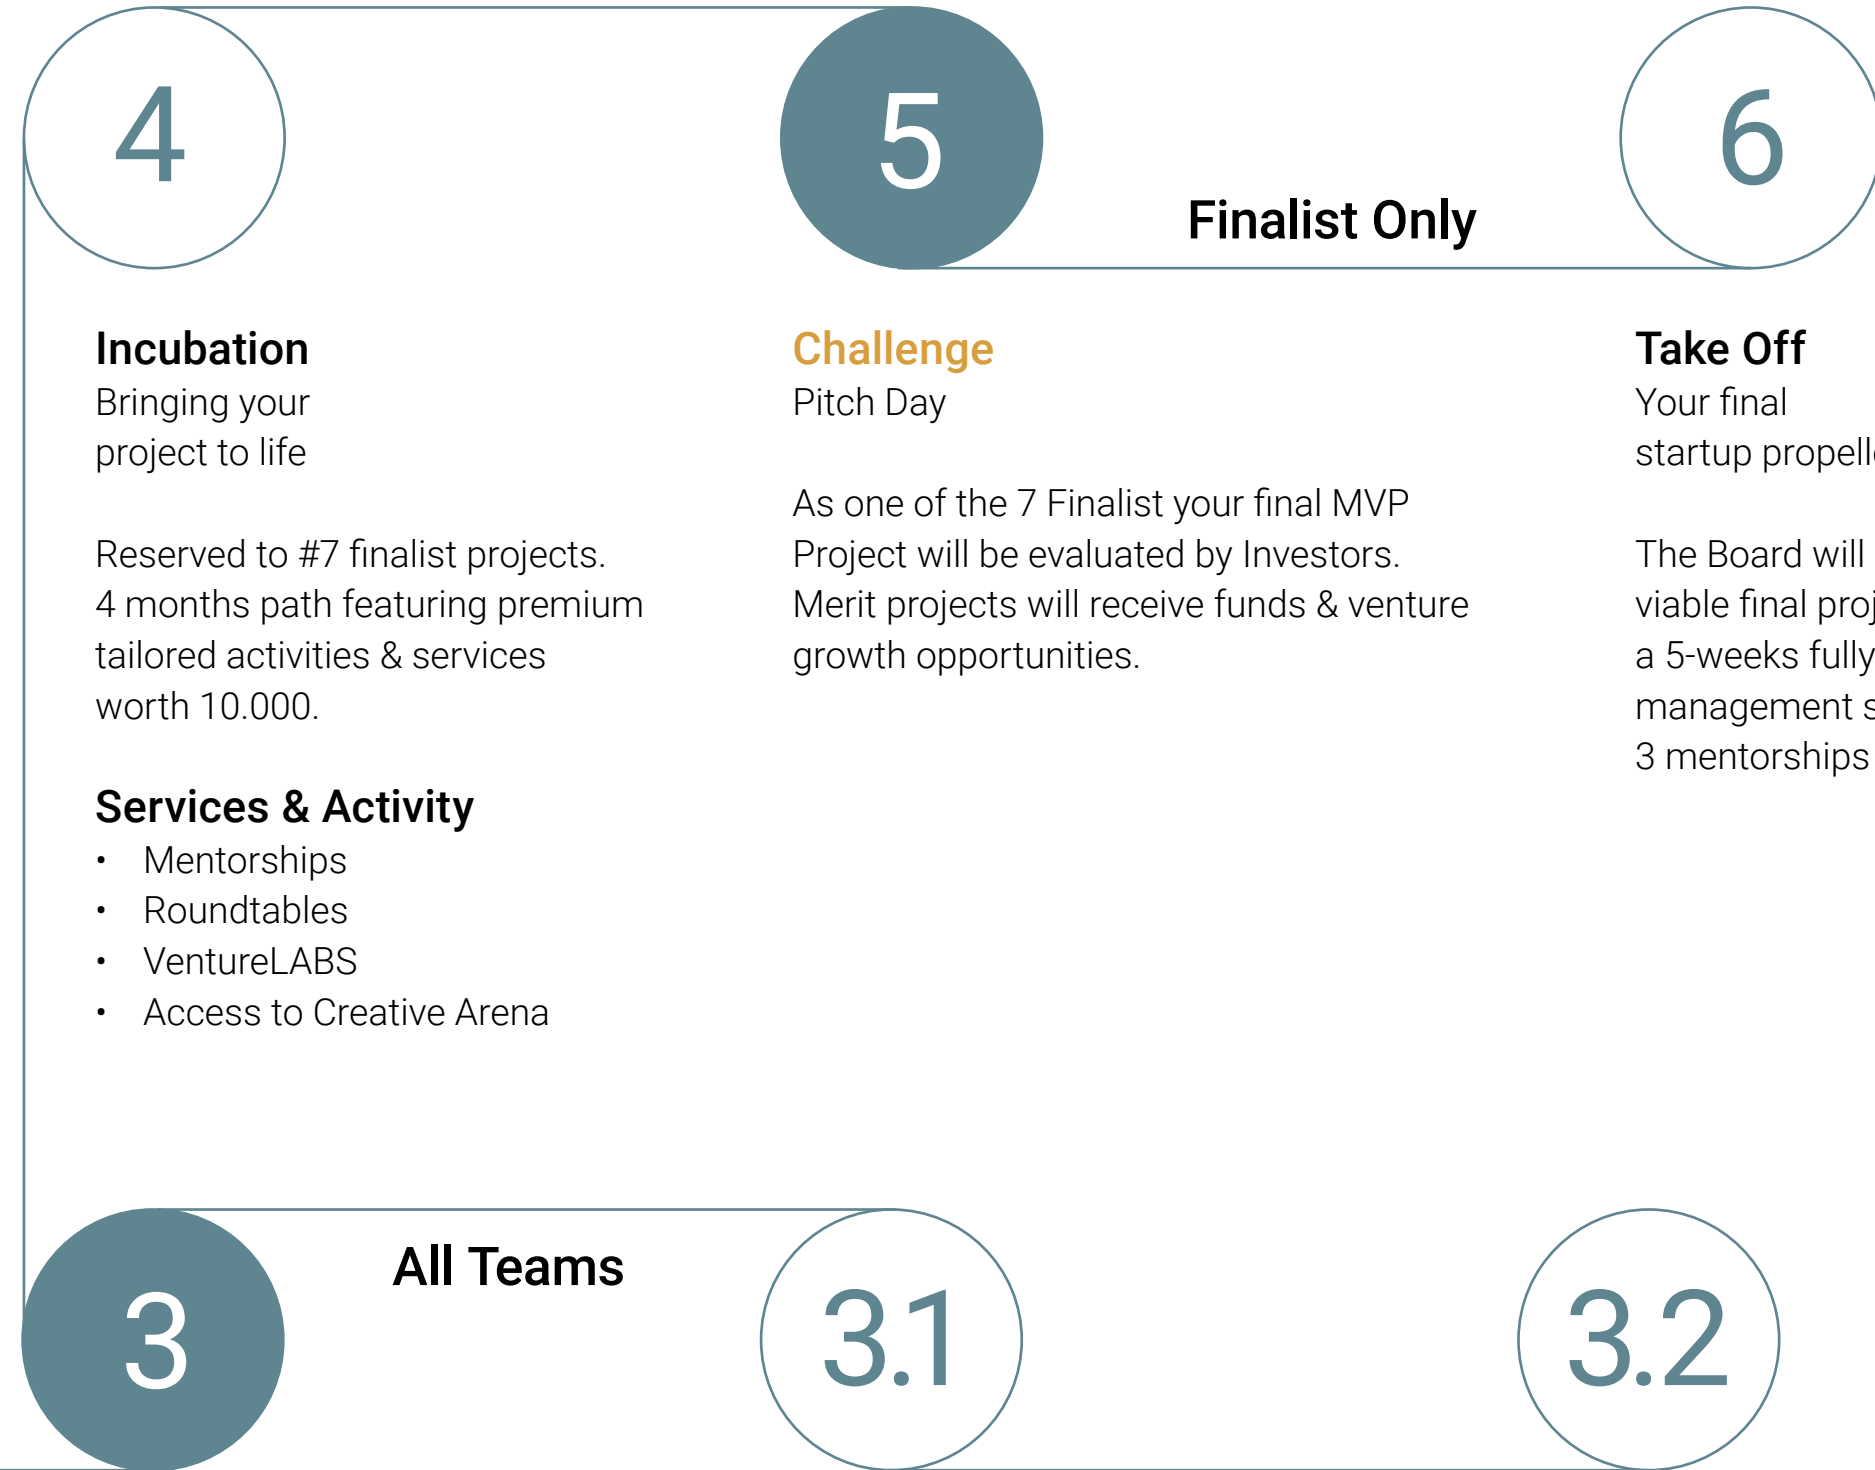 4
5
6
Finalist Only
Incubation
Bringing your
project to life
Reserved to #7 finalist projects.
4 months path featuring premium
tailored activities & services
worth 10.000.
Services & Activity
• Mentorships
• Roundtables
• VentureLABS
• Access to Creative Arena
Challenge
Pitch Day
As one of the 7 Finalist your final MVP
Project will be evaluated by Investors.
Merit projects will receive funds & venture
growth opportunities.
Take Off
Your final
startup
The Board will
viable final
a 5-weeks fully
management
3 mentorships
3
All Teams
3.1
3.2